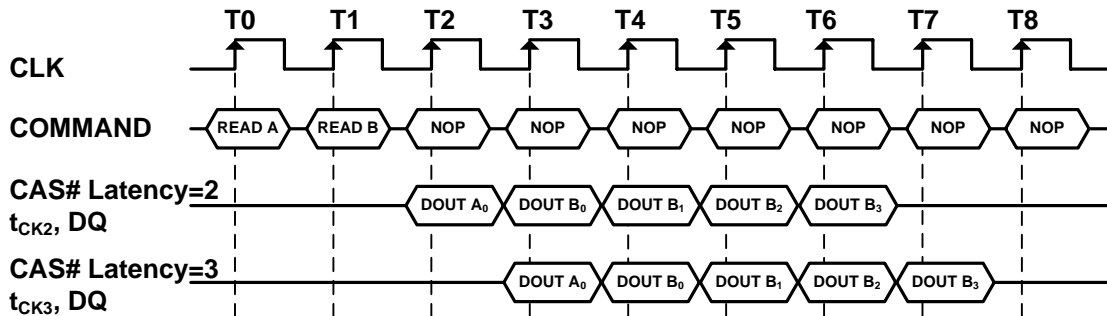 T0 T1 T2 T3 T4 T5 T6 T7 T8
CLK
COMMAND READ A READ B NOP NOP NOP NOP NOP NOP NOP
CAS# Latency=2
tCK2, DQ DOUT A0 DOUT B0 DOUT B1 DOUT B2 DOUT B3
CAS# Latency=3
tCK3, DQ DOUT A0 DOUT B0 DOUT B1 DOUT B2 DOUT B3